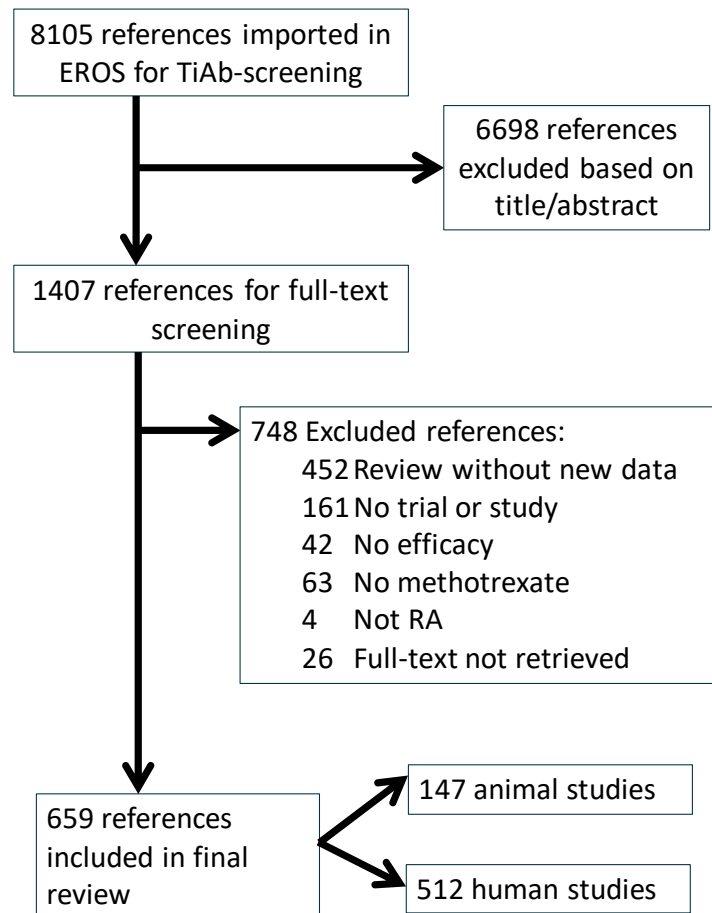 8105 references imported in
EROS for TiAb-screening
6698 references
excluded based on
title/abstract
1407 references for full-text
screening
748 Excluded references:
452 Review without new data
161 No trial or study
42 No efficacy
63 No methotrexate
4 Not RA
26 Full-text not retrieved
147 animal studies
659 references
included in final
review
512 human studies